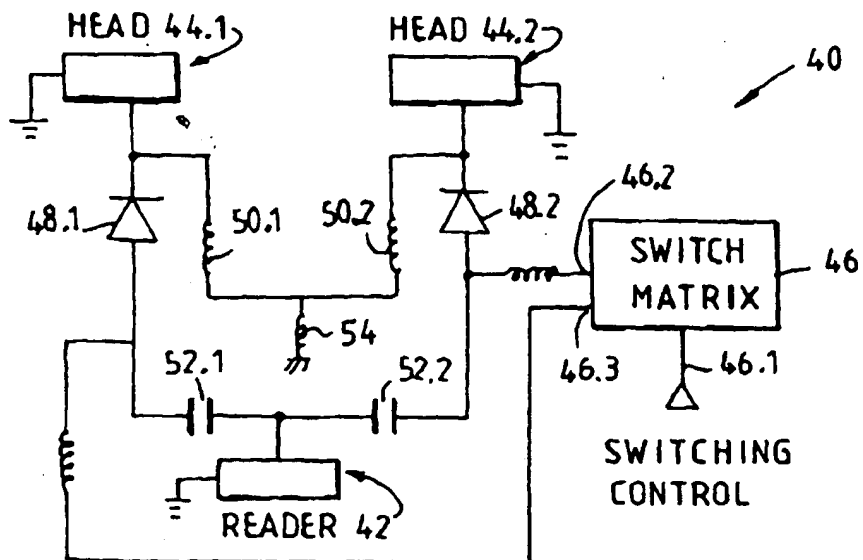 HEAD 44.1
HEAD 44.2
40
48.1
50.1
50.2
48.2
46.2
SWITCH
MATRIX
46
54
52.1
52.2
46.3
46.1
SWITCHING
CONTROL
READER 42